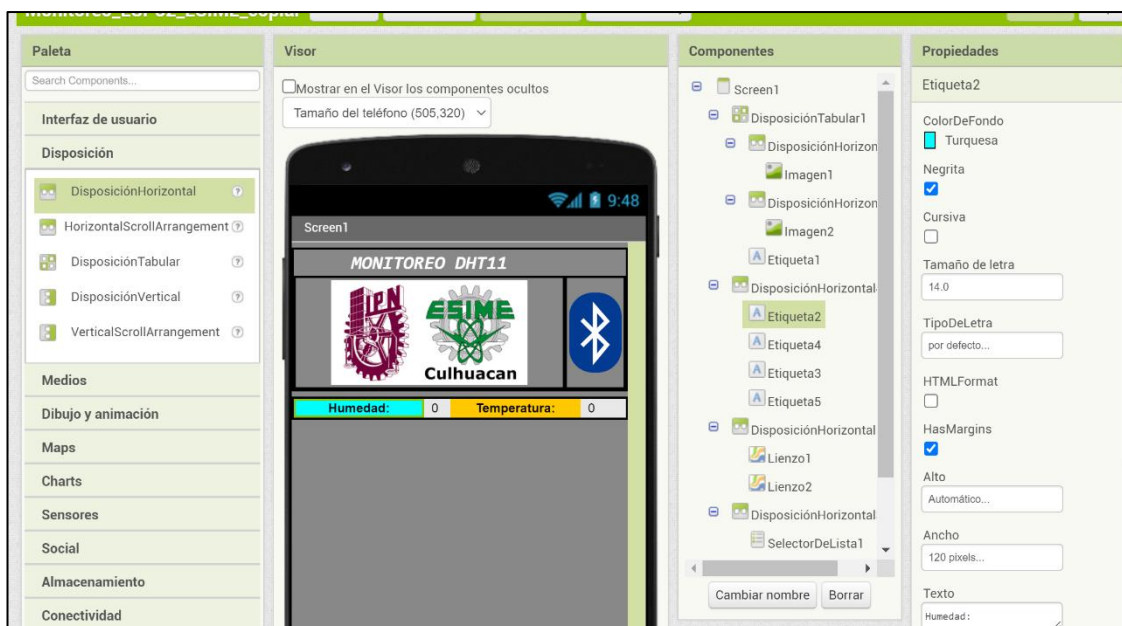 Monitoreo_ESP32_ESIME_copiar
Paleta
Search Components...
Interfaz de usuario
Disposición
DisposiciónHorizontal
HorizontalScrollArrangement
DisposiciónTabular
DisposiciónVertical
VerticalScrollArrangement
Medios
Dibujo y animación
Maps
Charts
Sensores
Social
Almacenamiento
Conectividad
Visor
Mostrar en el Visor los componentes ocultos
Tamaño del teléfono (505,320)
9:48
Screen1
MONITOREO DHT11
IPN
ESIME
Culhuacan
Humedad: 0 Temperatura: 0
Componentes
Screen1
DisposiciónTabular1
DisposiciónHorizon
Imagen1
DisposiciónHorizon
Imagen2
Etiqueta1
DisposiciónHorizontal
Etiqueta2
Etiqueta4
Etiqueta3
Etiqueta5
DisposiciónHorizontal
Lienzo1
Lienzo2
DisposiciónHorizontal
SelectorDeLista1
Cambiar nombre Borrar
Propiedades
Etiqueta2
ColorDeFondo
Turquesa
Negrita
Cursiva
Tamaño de letra
14.0
TipoDeLetra
por defecto...
HTMLFormat
HasMargins
Alto
Automático...
Ancho
120 pixels...
Texto
Humedad: